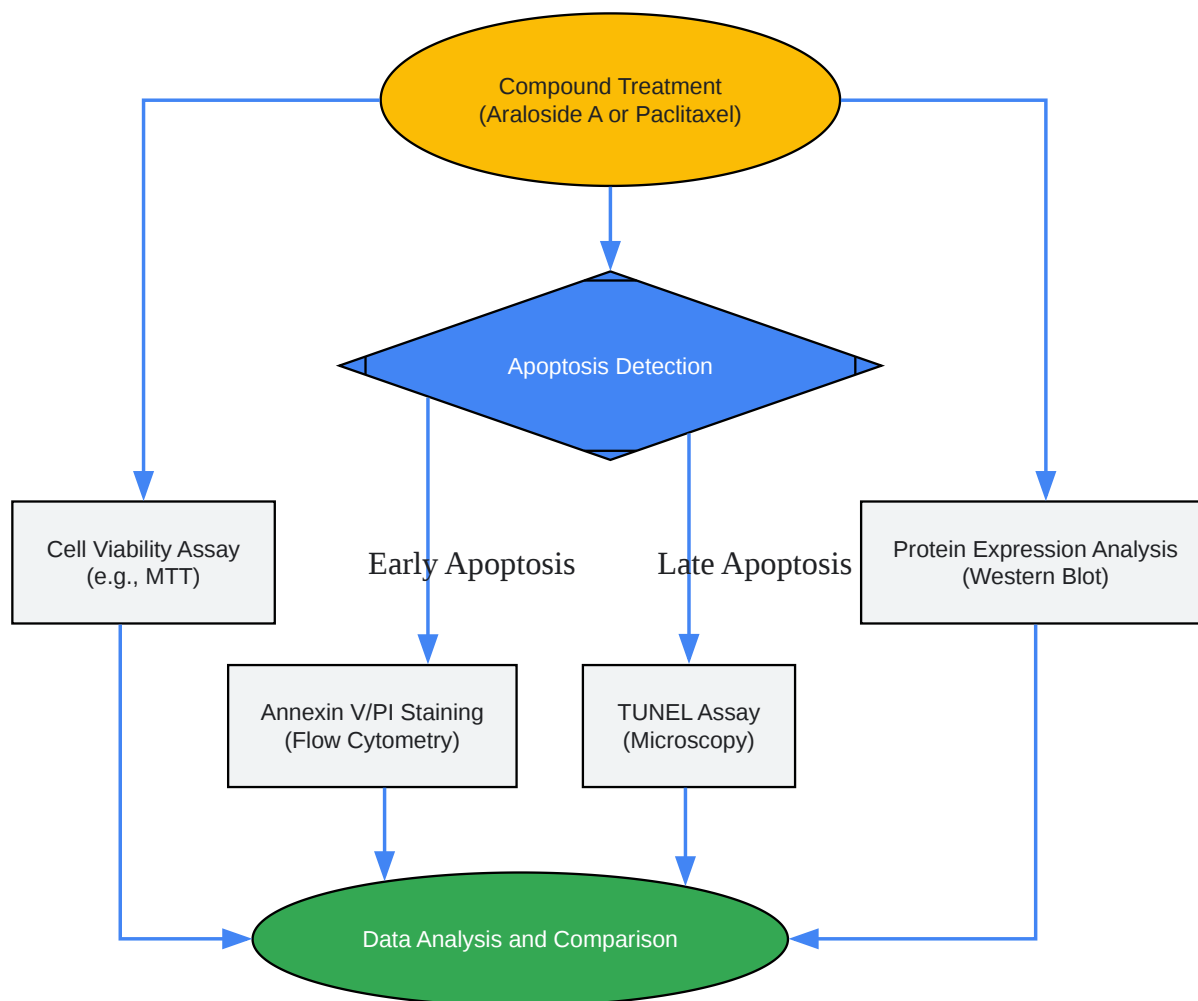 Compound Treatment
(Araloside A or Paclitaxel)
Apoptosis Detection
Cell Viability Assay
(e.g., MTT)
Early Apoptosis
Late Apoptosis
Protein Expression Analysis
(Western Blot)
Annexin V/PI Staining
(Flow Cytometry)
TUNEL Assay
(Microscopy)
Data Analysis and Comparison